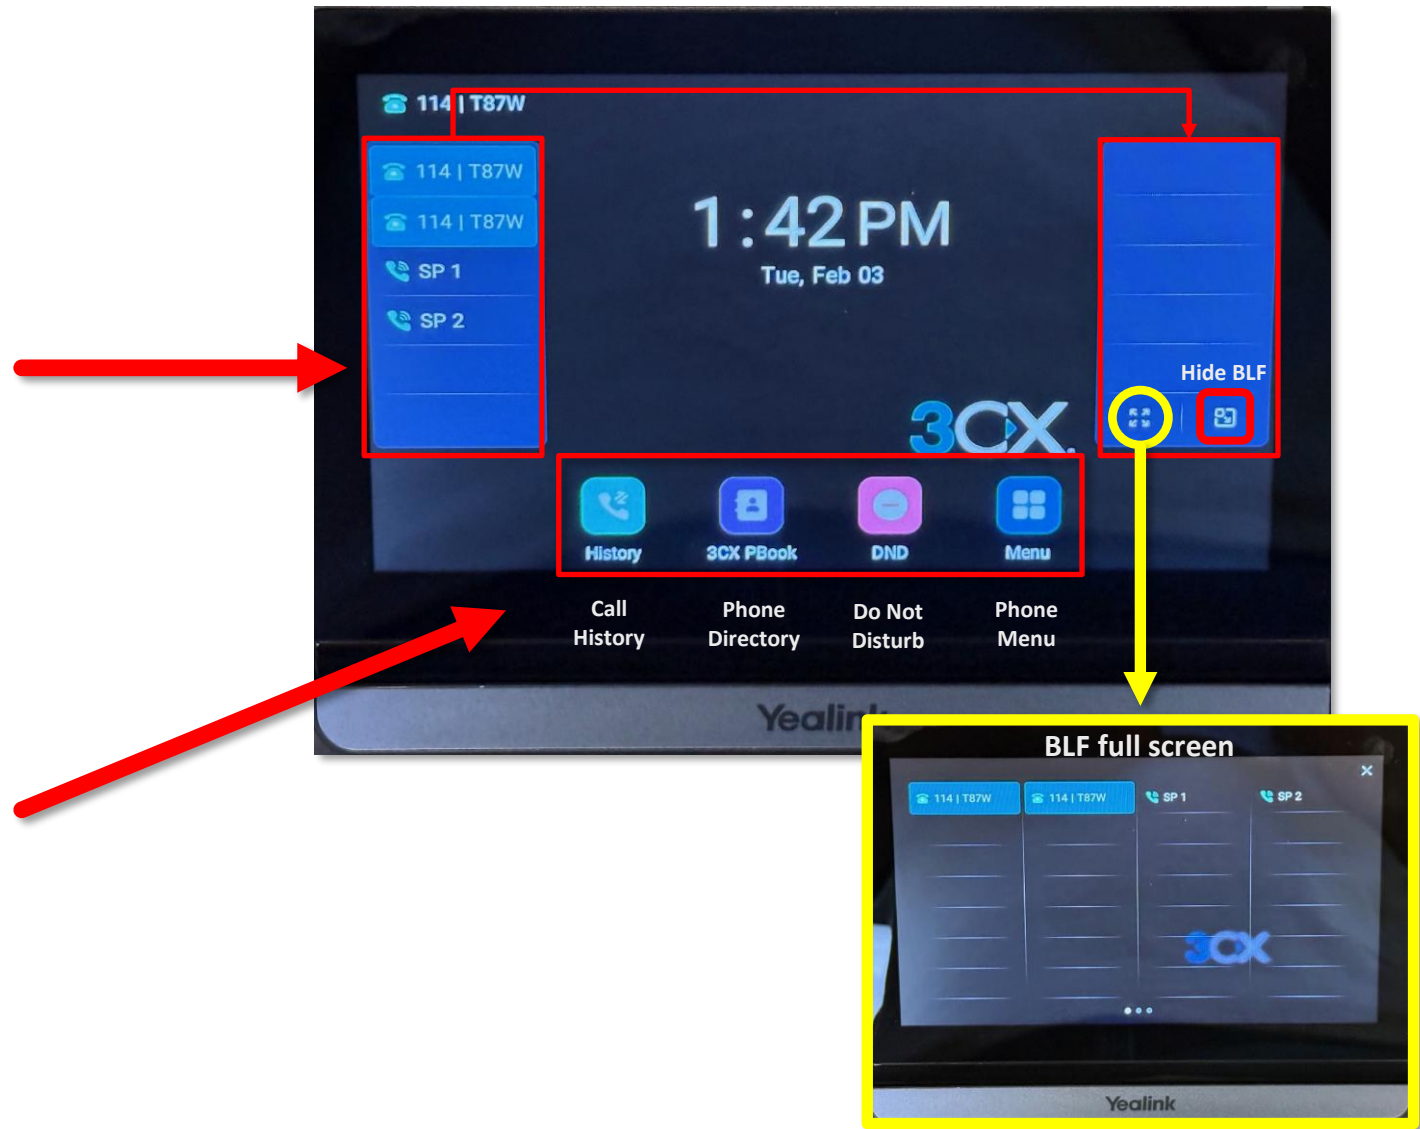 114 | T87W
114 | T87W
114 | T87W
SP 1
SP 2
1:42 PM
Tue, Feb 03
Hide BLF
3CX.
History
3CX PBook
DND
Menu
Call
History
Phone
Directory
Do Not
Disturb
Phone
Menu
BLF full screen
114 | T87W
114 | T87W
SP 1
SP 2
3CX
Yealink